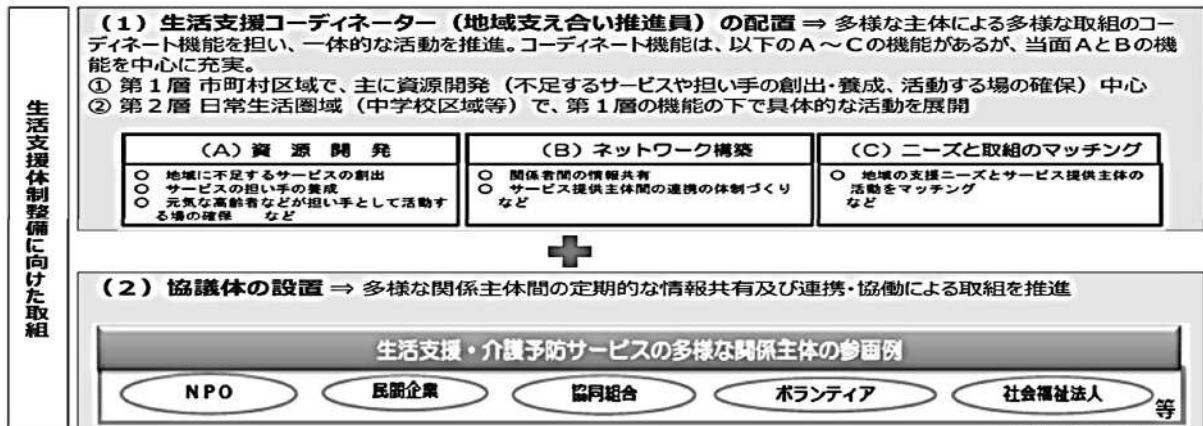 生活支援体制整備に向けた取組
(1)生活支援コーディネーター(地域支え合い推進員)の配置 ⇒ 多様な主体による多様な取組のコー
ディネート機能を担い、一体的な活動を推進。コーディネート機能は、以下のA~Cの機能があるが、当面AとBの機
能を中心に充実。
① 第1層 市町村区域で、主に資源開発(不足するサービスや担い手の創出・養成、活動する場の確保)中心
② 第2層 日常生活圏域(中学校区域等)で、第1層の機能の下で具体的な活動を展開
(A)資 源 開 発
○ 地域に不足するサービスの創出
○ サービスの担い手の養成
○ 元気な高齢者などが担い手として活動す
る場の確保 など
(B)ネットワーク構築
○ 関係者間の情報共有
○ サービス提供主体間の連携の体制づくり
など
(C)ニーズと取組のマッチング
○ 地域の支援ニーズとサービス提供主体の
活動をマッチング
など
(2)協議体の設置 ⇒ 多様な関係主体間の定期的な情報共有及び連携・協働による取組を推進
生活支援・介護予防サービスの多様な関係主体の参画例
NPO
民間企業
協同組合
ボランティア
社会福祉法人
等